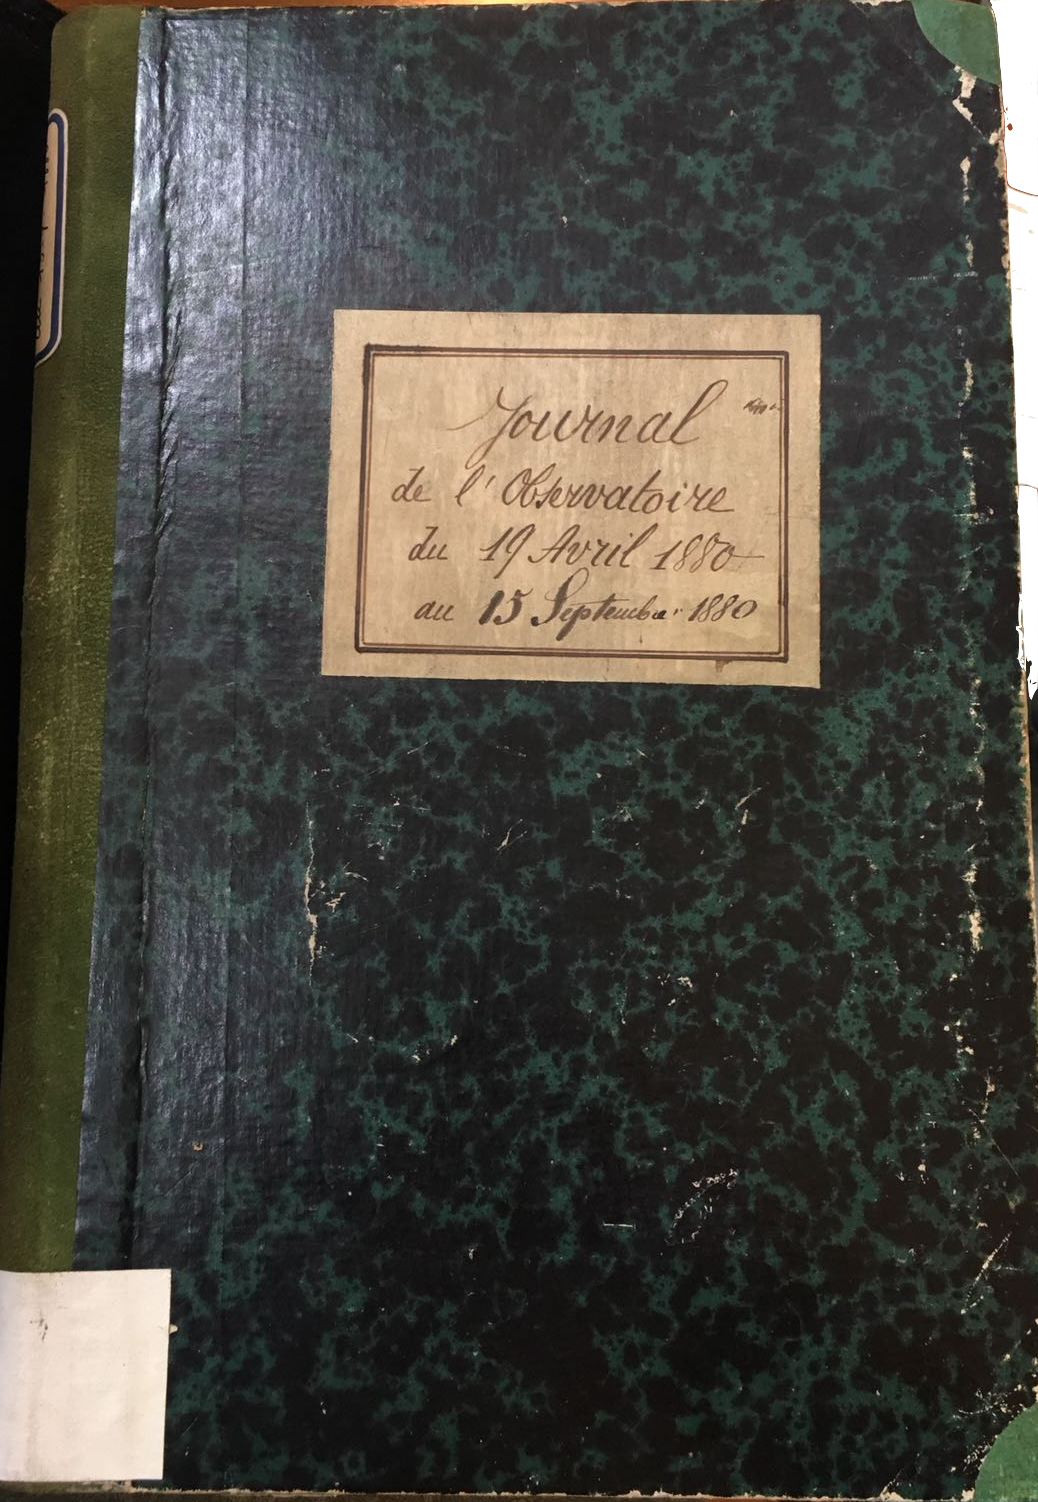 Journal
de l'Observatoire
du 19 Avril 1880
au 15 Septembre 1880